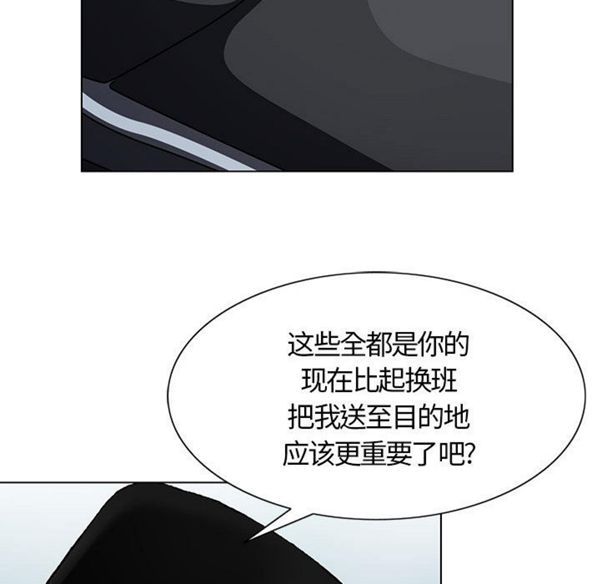 这些全都是你的
现在比起换班
把我送至目的地
应该更重要了吧?